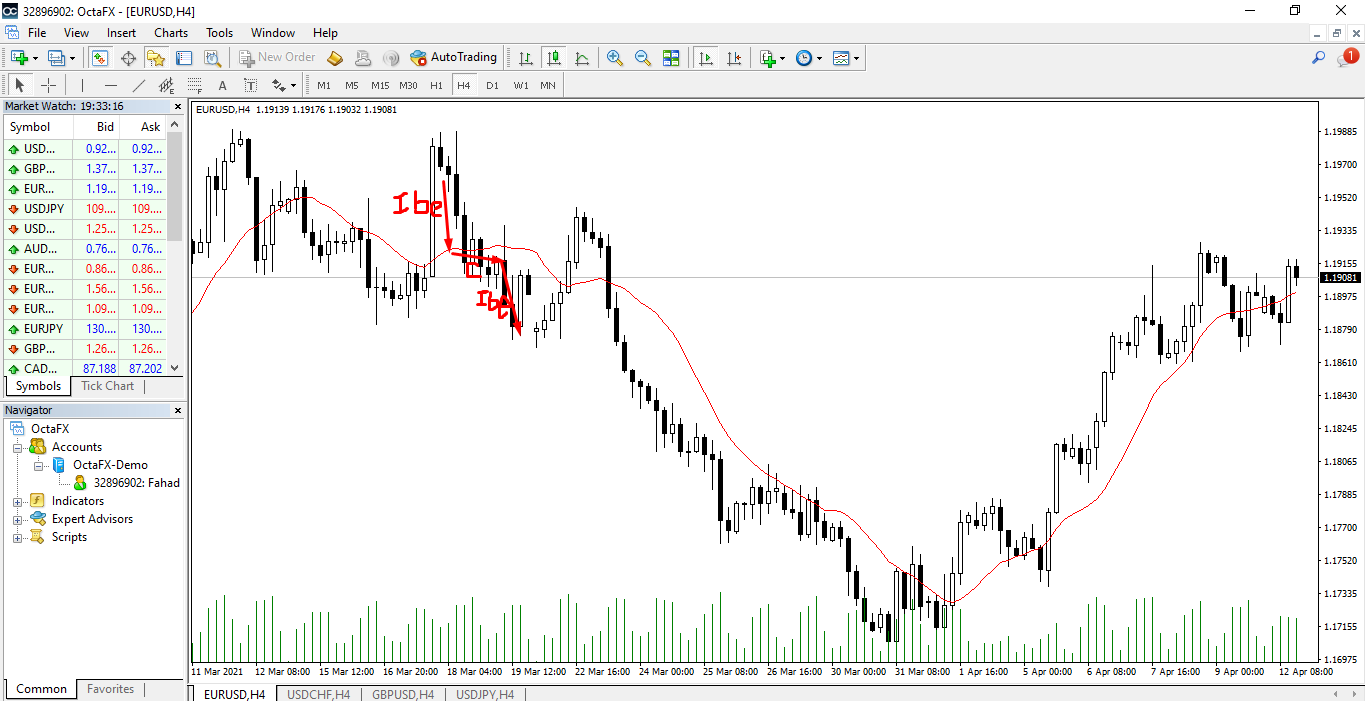 32896902: OctaFX - [EURUSD,H4]
File View Insert Charts Tools Window Help
New Order AutoTrading 1
A T M1 M5 M15 M30 H1 H4 D1 W1 MN
Market Watch: 19:33:16
Symbol Bid Ask
USD... 0.92... 0.92...
GBP... 1.37... 1.37...
EUR... 1.19... 1.19...
USDJPY 109.... 109....
USD... 1.25... 1.25...
AUD... 0.76... 0.76...
EUR... 0.86... 0.86...
EUR... 1.56... 1.56...
EUR... 1.09... 1.09...
EURJPY 130.... 130....
GBP... 1.26... 1.26...
CAD... 87.188 87.202
Symbols Tick Chart
Navigator
OctaFX
Accounts
OctaFX-Demo
32896902: Fahad
Indicators
Expert Advisors
Scripts
Common Favorites
EURUSD,H4 1.19139 1.19176 1.19032 1.19081
Ibe
C
Ibe
1.19885
1.19700
1.19520
1.19335
1.19155
1.19081
1.18975
1.18790
1.18610
1.18430
1.18245
1.18065
1.17885
1.17700
1.17520
1.17335
1.17155
1.16975
11 Mar 2021 12 Mar 08:00 15 Mar 12:00 16 Mar 20:00 18 Mar 04:00 19 Mar 12:00 22 Mar 16:00 24 Mar 00:00 25 Mar 08:00 26 Mar 16:00 30 Mar 00:00 31 Mar 08:00 1 Apr 16:00 5 Apr 00:00 6 Apr 08:00 7 Apr 16:00 9 Apr 00:00 12 Apr 08:00
EURUSD,H4 USDCHF,H4 GBPUSD,H4 USDJPY,H4